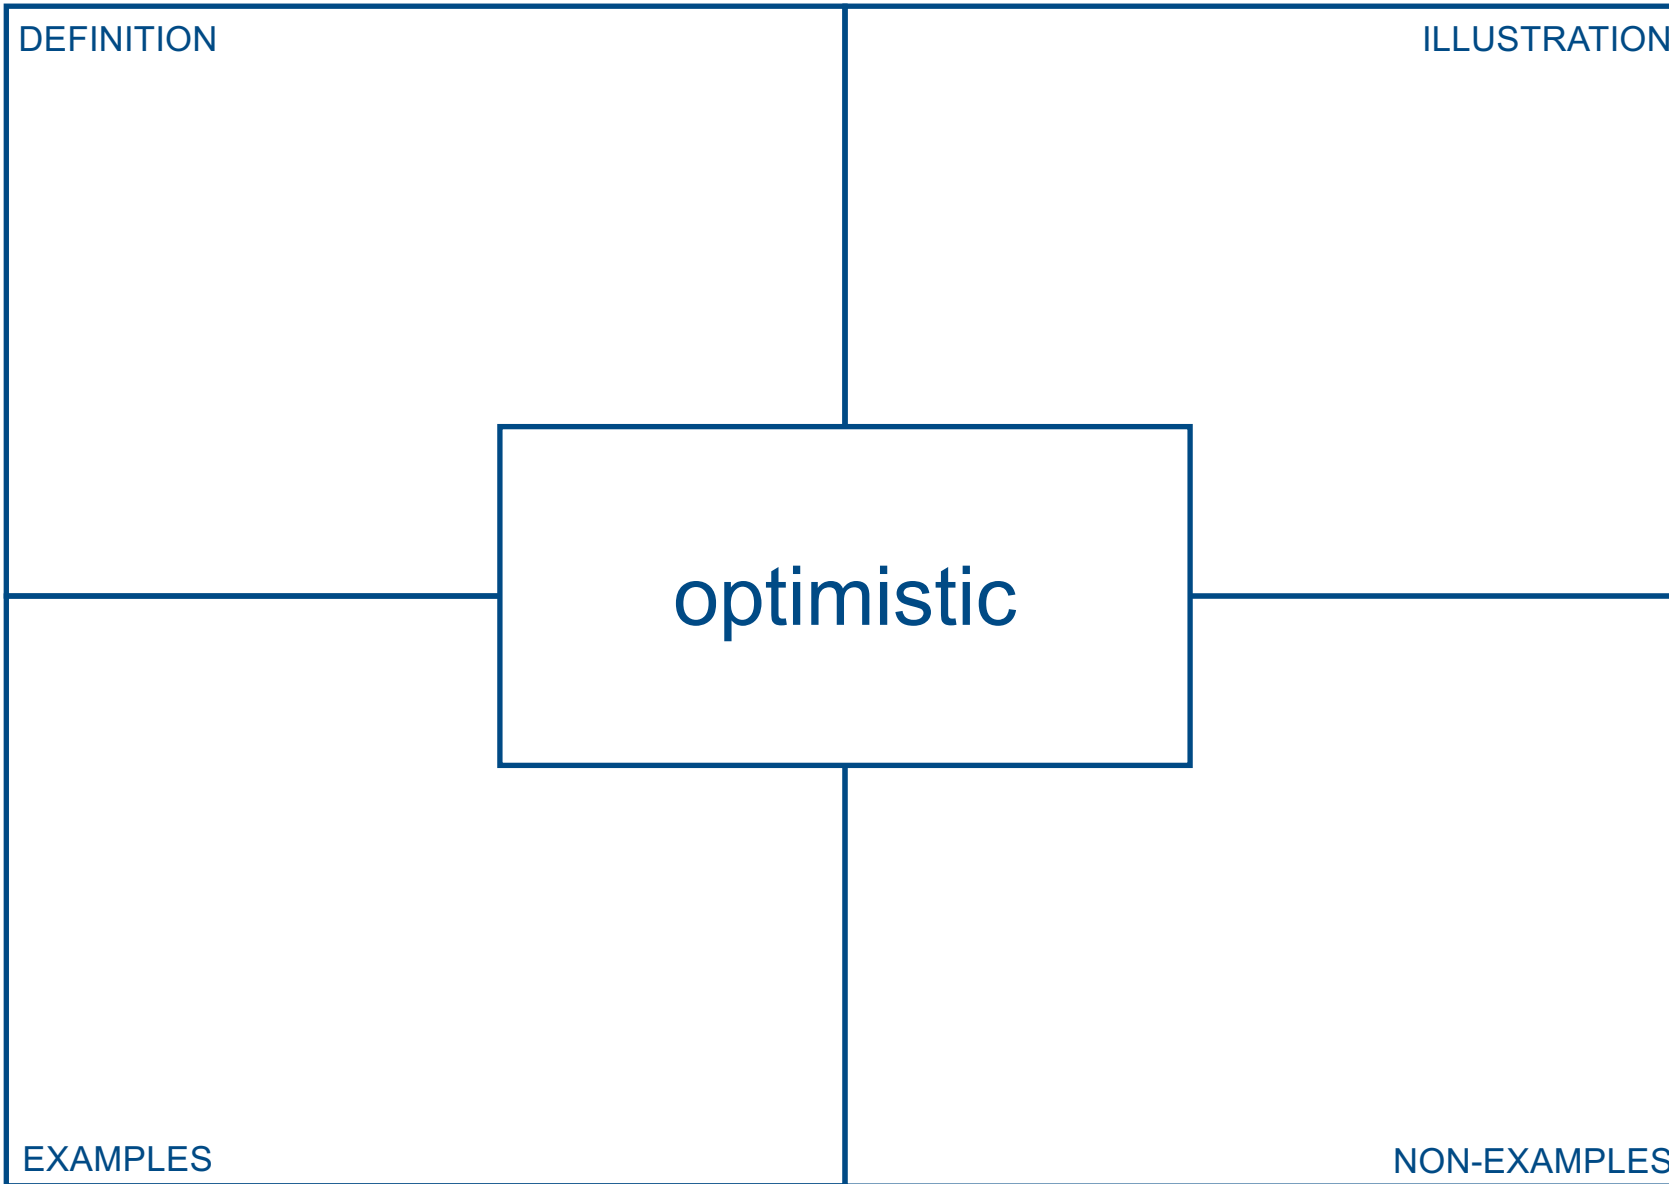 DEFINITION
ILLUSTRATION
optimistic
EXAMPLES
NON-EXAMPLES